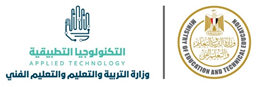 التكنولوجيا التطبيقية
APPLIED TECHNOLOGY
وزارة التربية والتعليم والتعليم الفني
MINISTRY OF EDUCATION AND TECHNICAL EDUCATION